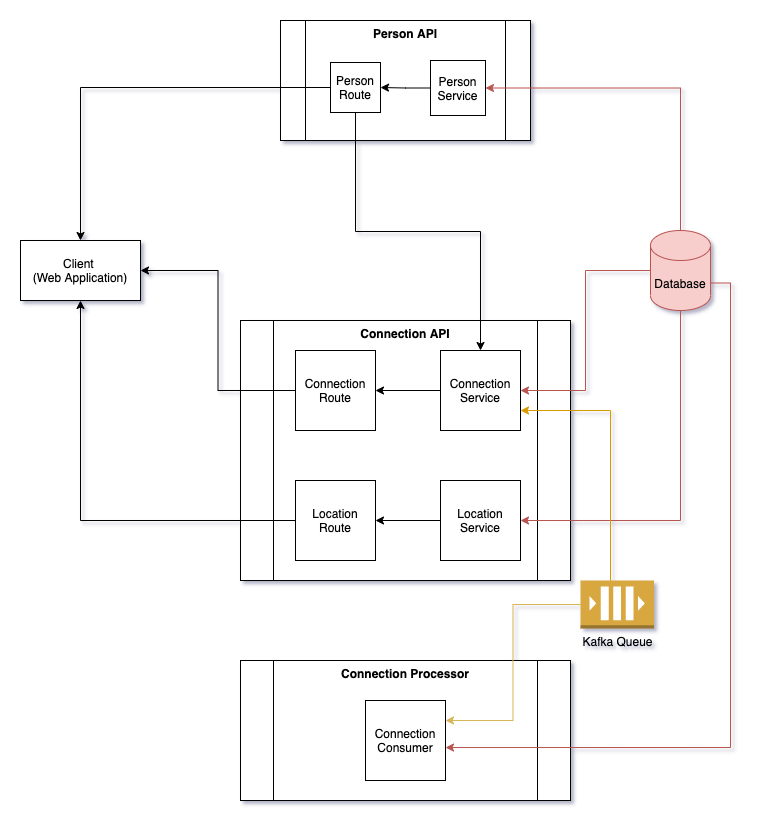 Person API
Person
Route
Person
Service
Client
(Web Application)
Database
Connection API
Connection
Route
Connection
Service
Location
Route
Location
Service
Kafka Queue
Connection Processor
Connection
Consumer